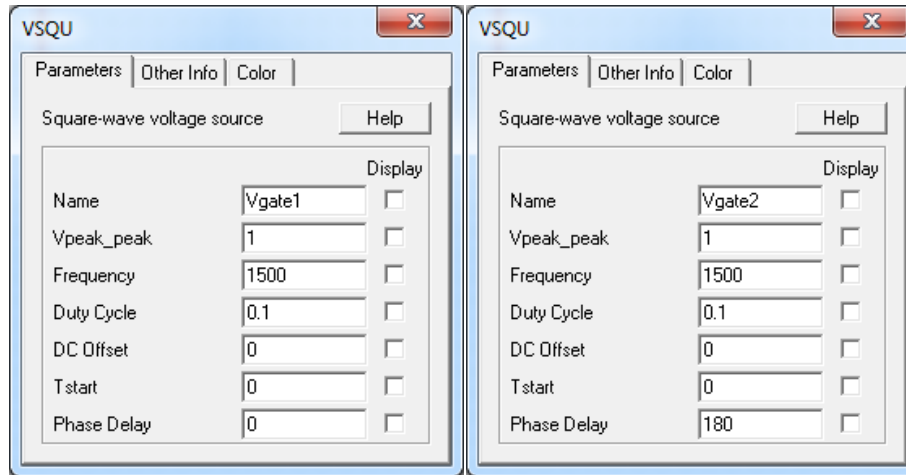 VSQU
Parameters Other Info Color
Square-wave voltage source Help
Display
Name Vgate1
Vpeak_peak 1
Frequency 1500
Duty Cycle 0.1
DC Offset 0
Tstart 0
Phase Delay 0
VSQU
Parameters Other Info Color
Square-wave voltage source Help
Display
Name Vgate2
Vpeak_peak 1
Frequency 1500
Duty Cycle 0.1
DC Offset 0
Tstart 0
Phase Delay 180